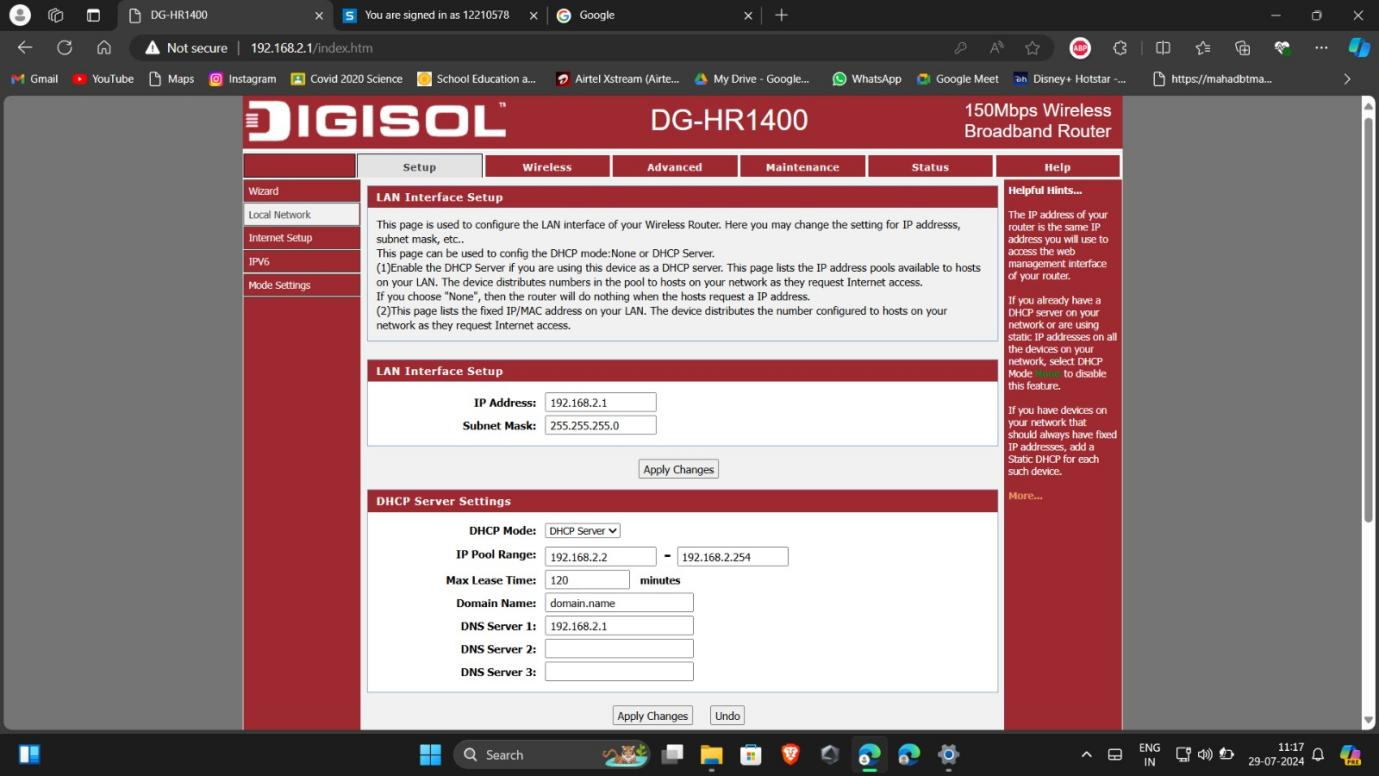 DG-HR1400
You are signed in as 12210578
Google
Not secure
192.168.2.1/index.htm
ABP
Gmail
YouTube
Maps
Instagram
Covid 2020 Science
School Education a...
Airtel Xstream (Airte...
My Drive - Google...
WhatsApp
Google Meet
Disney+ Hotstar -...
https://mahadbtma...
DIGISOL
DG-HR1400
150Mbps Wireless
Broadband Router
Setup
Wireless
Advanced
Maintenance
Status
Help
Wizard
Local Network
Internet Setup
IPV6
Mode Settings
LAN Interface Setup
This page is used to configure the LAN interface of your Wireless Router. Here you may change the setting for IP addresss,
subnet mask, etc..
This page can be used to config the DHCP mode:None or DHCP Server.
(1)Enable the DHCP Server if you are using this device as a DHCP server. This page lists the IP address pools available to hosts
on your LAN. The device distributes numbers in the pool to hosts on your network as they request Internet access.
If you choose "None", then the router will do nothing when the hosts request a IP address.
(2)This page lists the fixed IP/MAC address on your LAN. The device distributes the number configured to hosts on your
network as they request Internet access.
LAN Interface Setup
IP Address: 192.168.2.1
Subnet Mask: 255.255.255.0
Apply Changes
DHCP Server Settings
DHCP Mode: DHCP Server
IP Pool Range: 192.168.2.2 - 192.168.2.254
Max Lease Time: 120 minutes
Domain Name: domain.name
DNS Server 1: 192.168.2.1
DNS Server 2:
DNS Server 3:
Apply Changes
Undo
Helpful Hints...
The IP address of your
router is the same IP
address you will use to
access the web
management interface
of your router.
If you already have a
DHCP server on your
network or are using
static IP addresses on all
the devices on your
network, select DHCP
Mode None to disable
this feature.
If you have devices on
your network that
should always have fixed
IP addresses, add a
Static DHCP for each
such device.
More...
Search
ENG
IN
11:17
29-07-2024
PRE